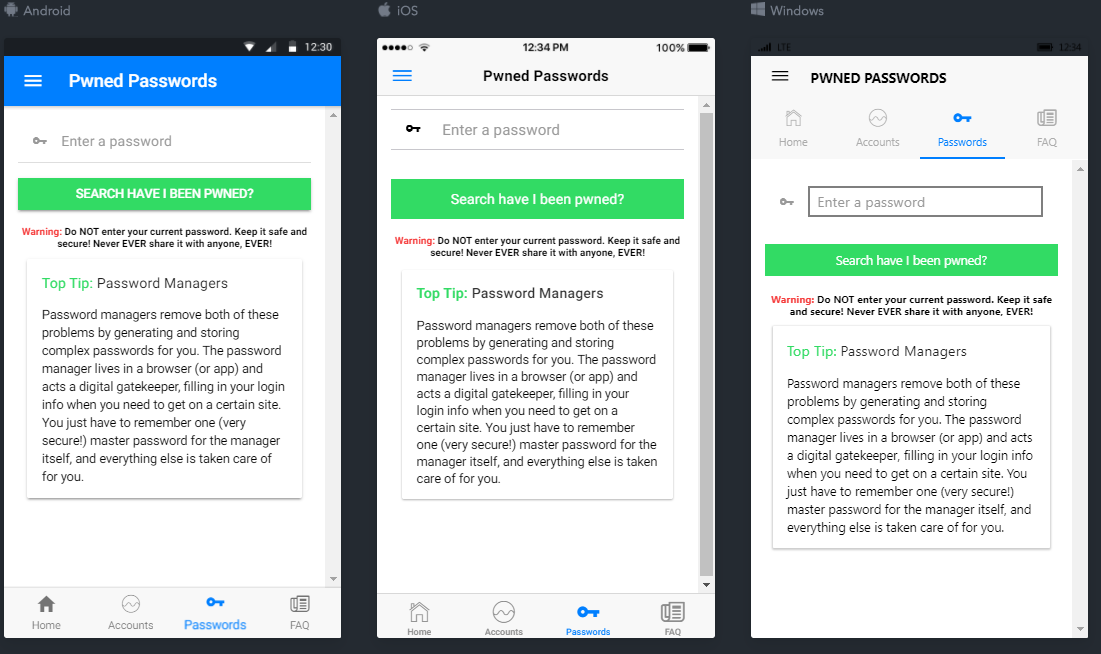 Android
12:30
Pwned Passwords
Enter a password
SEARCH HAVE I BEEN PWNED?
Warning: Do NOT enter your current password. Keep it safe and
secure! Never EVER share it with anyone, EVER!
Top Tip: Password Managers
Password managers remove both of these
problems by generating and storing
complex passwords for you. The password
manager lives in a browser (or app) and
acts a digital gatekeeper, filling in your login
info when you need to get on a certain site.
You just have to remember one (very
secure!) master password for the manager
itself, and everything else is taken care of
for you.
Home Accounts Passwords FAQ
iOS
12:34 PM 100%
Pwned Passwords
Enter a password
Search have I been pwned?
Warning: Do NOT enter your current password. Keep it safe and
secure! Never EVER share it with anyone, EVER!
Top Tip: Password Managers
Password managers remove both of these
problems by generating and storing
complex passwords for you. The password
manager lives in a browser (or app) and
acts a digital gatekeeper, filling in your
login info when you need to get on a
certain site. You just have to remember
one (very secure!) master password for the
manager itself, and everything else is taken
care of for you.
Home Accounts Passwords FAQ
Windows
LTE 12:34
PWNED PASSWORDS
Home Accounts Passwords FAQ
Enter a password
Search have I been pwned?
Warning: Do NOT enter your current password. Keep it safe
and secure! Never EVER share it with anyone, EVER!
Top Tip: Password Managers
Password managers remove both of these
problems by generating and storing
complex passwords for you. The password
manager lives in a browser (or app) and acts
a digital gatekeeper, filling in your login info
when you need to get on a certain site. You
just have to remember one (very secure!)
master password for the manager itself, and
everything else is taken care of for you.